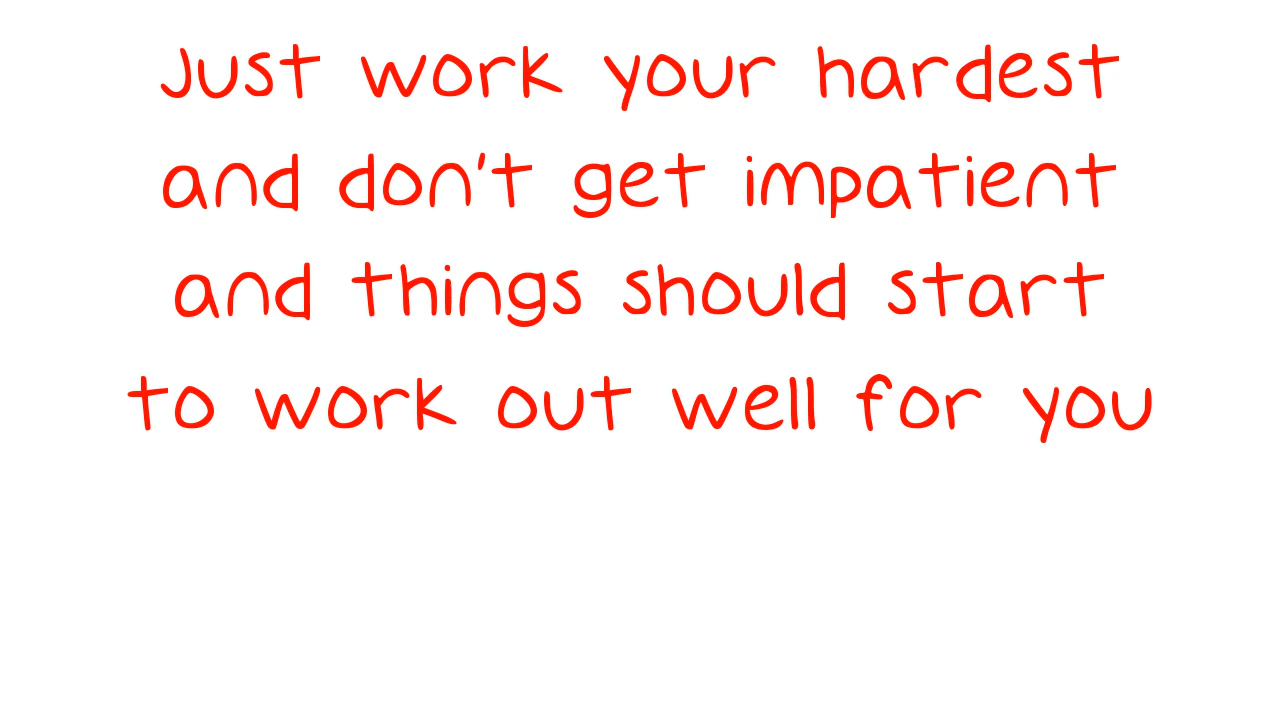 Just work your hardest
and don't get impatient
and things should start
to work out well for you